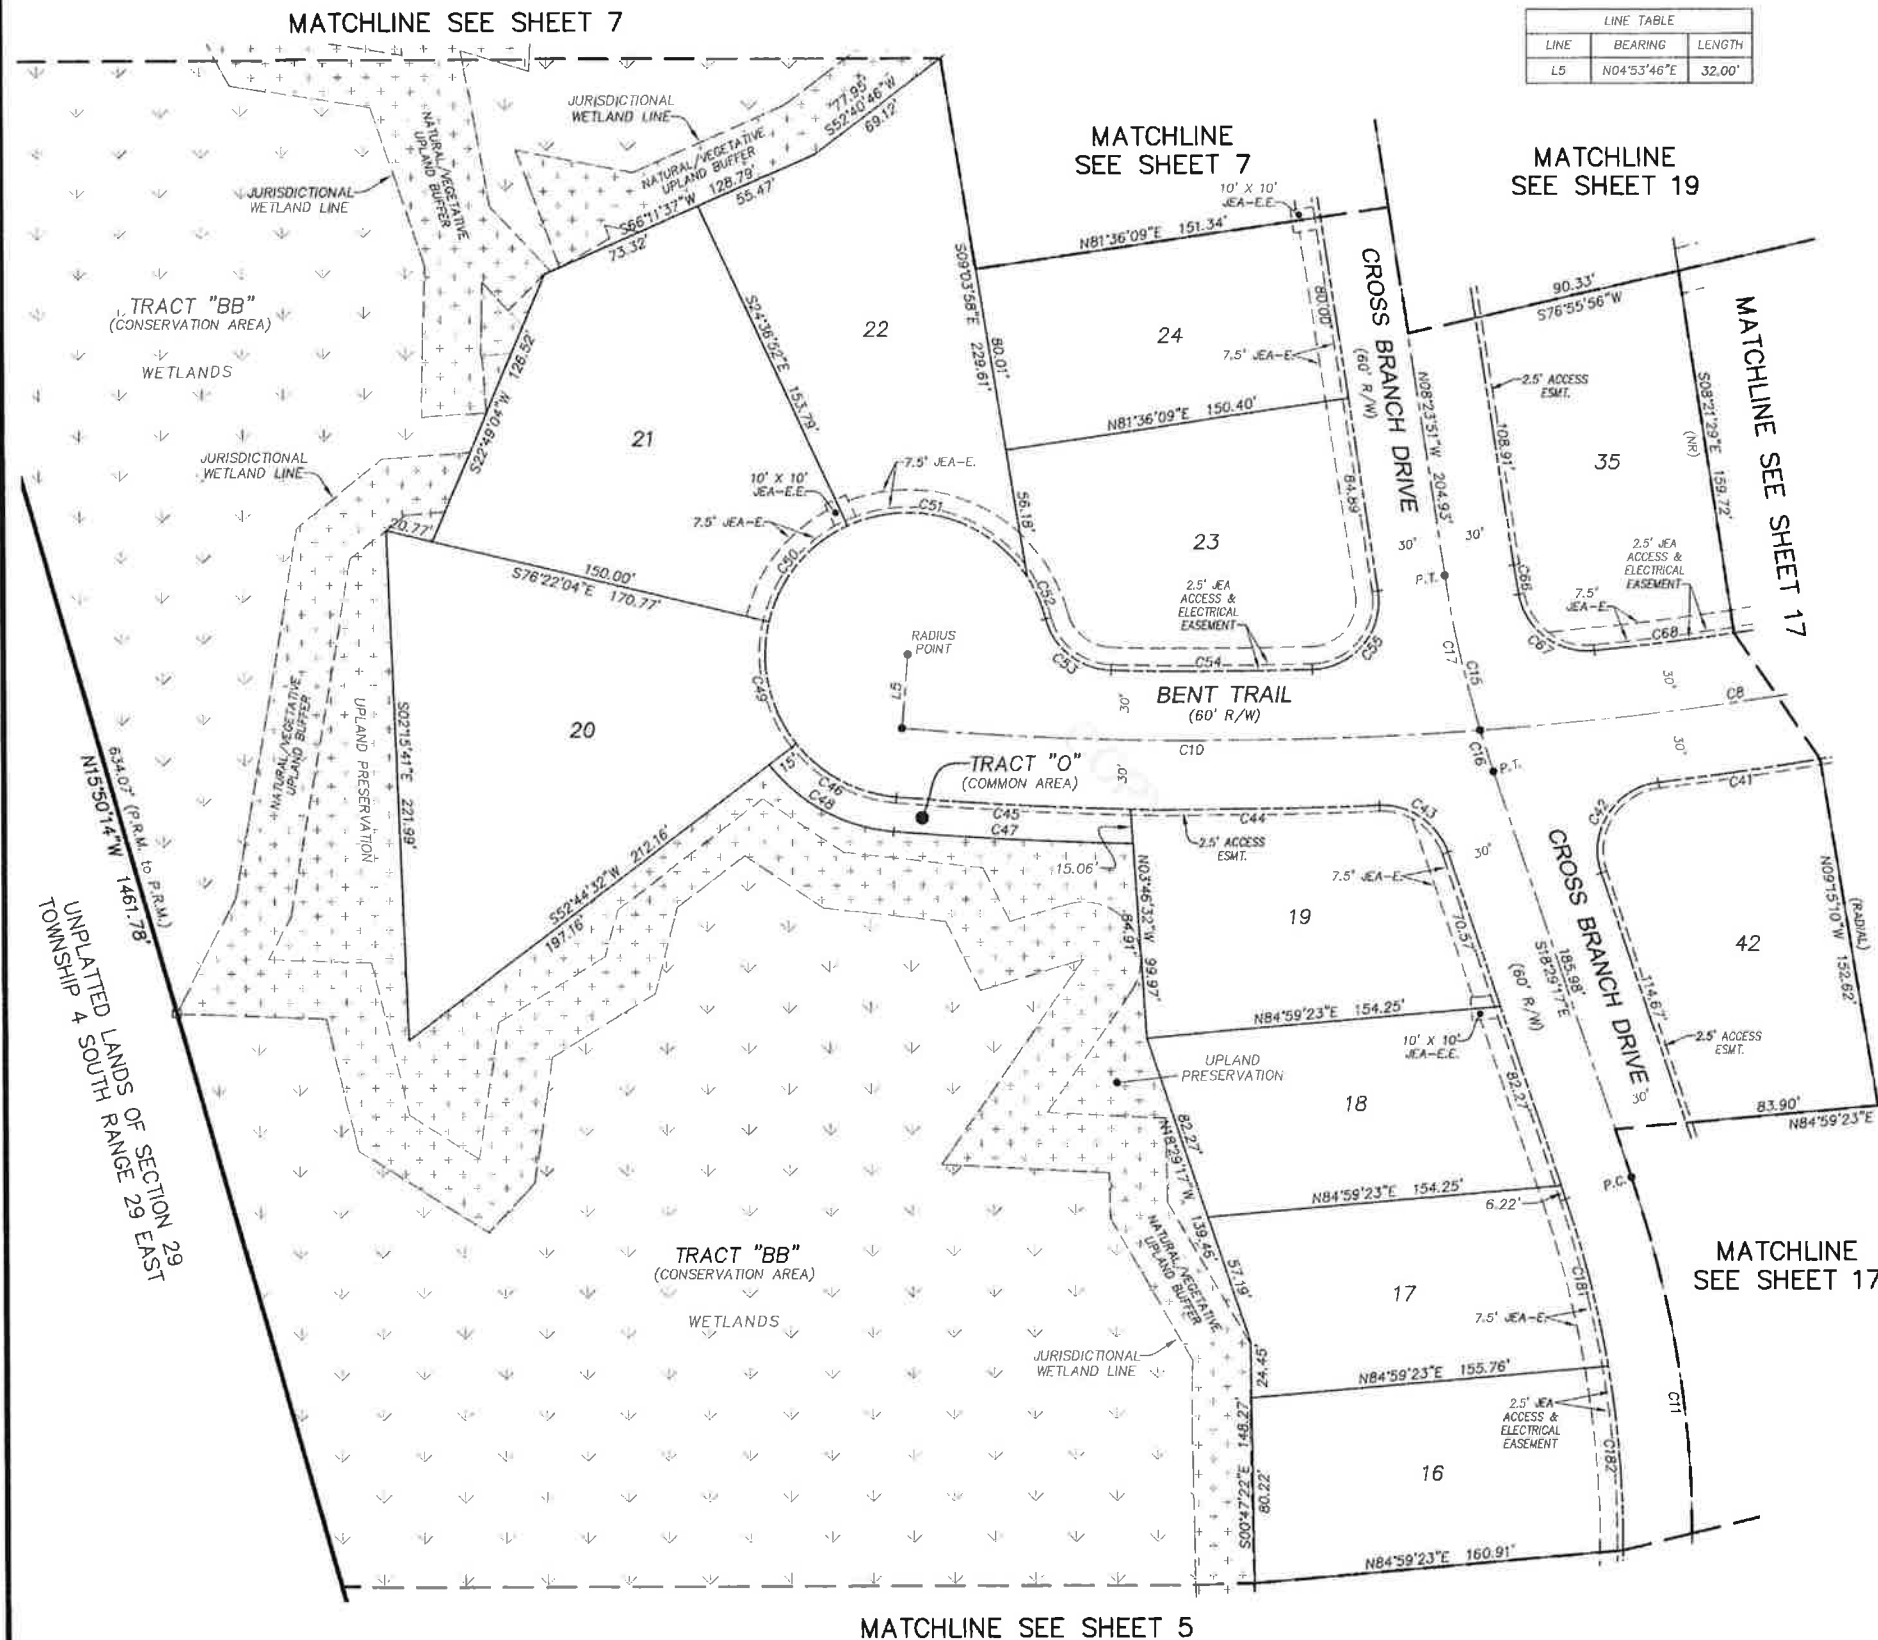 MATCHLINE SEE SHEET 7
LINE TABLE
LINE BEARING LENGTH
L5 N04°53'46"E 32.00'
JURISDICTIONAL
WETLAND LINE
77.95'
S52°40'46"W
69.12'
NATURAL/VEGETATIVE
UPLAND BUFFER
NATURAL/VEGETATIVE
UPLAND BUFFER
S66°11'37"W 128.79'
73.32'
55.47'
JURISDICTIONAL
WETLAND LINE
MATCHLINE
SEE SHEET 7
MATCHLINE
SEE SHEET 19
10' X 10'
JEA-E.E.
N81°36'09"E 151.34'
TRACT "BB"
(CONSERVATION AREA)
WETLANDS
S22°49'04"W 126.52'
21
S24°36'52"E 153.79'
22
S09°03'58"E 229.61'
80.01'
56.18'
24
80.00'
7.5' JEA-E.
N81°36'09"E 150.40'
CROSS BRANCH DRIVE
(60' R/W)
N08°23'51"W 204.93'
90.33'
S76°55'56"W
2.5' ACCESS
ESMT.
108.91'
35
S08°21'29"E 159.72'
(NR)
MATCHLINE SEE SHEET 17
JURISDICTIONAL
WETLAND LINE
20.77'
150.00'
S76°22'04"E 170.77'
10' X 10'
JEA-E.E.
7.5' JEA-E.
7.5' JEA-E.
C50
C51
C52
C53
23
84.89'
2.5' JEA
ACCESS &
ELECTRICAL
EASEMENT
C54
C55
30'
30'
P.T.
C66
C67
7.5'
JEA-E.
2.5' JEA
ACCESS &
ELECTRICAL
EASEMENT
C68
C17
C15
30'
C8
30'
RADIUS
POINT
L5
C49
BENT TRAIL
(60' R/W)
30'
30'
C10
C16
P.T.
20
S02°15'41"E 221.99'
NATURAL/VEGETATIVE
UPLAND BUFFER
UPLAND PRESERVATION
15'
C46
C48
TRACT "O"
(COMMON AREA)
C45
C47
C44
2.5' ACCESS
ESMT.
15.06'
C43
30'
C42
C41
S52°44'32"W 212.16'
197.16'
634.07' (P.R.M. to P.R.M.)
N15°50'14"W 1461.78'
UNPLATTED LANDS OF SECTION 29
TOWNSHIP 4 SOUTH RANGE 29 EAST
N03°46'32"W 99.97'
84.91'
7.5' JEA-E.
19
70.57'
CROSS BRANCH DRIVE
(60' R/W)
185.98'
S18°29'17"E
42
N09°15'10"W 152.62'
(RADIAL)
114.67'
2.5' ACCESS
ESMT.
N84°59'23"E 154.25'
10' X 10'
JEA-E.E.
UPLAND
PRESERVATION
18
82.27'
30'
83.90'
N84°59'23"E
82.27'
N18°29'17"W 139.46'
57.19'
N84°59'23"E 154.25'
6.22'
P.C.
TRACT "BB"
(CONSERVATION AREA)
WETLANDS
NATURAL/VEGETATIVE
UPLAND BUFFER
17
C181
7.5' JEA-E.
MATCHLINE
SEE SHEET 17
JURISDICTIONAL
WETLAND LINE
24.45'
N84°59'23"E 155.76'
C11
2.5' JEA
ACCESS &
ELECTRICAL
EASEMENT
C182
16
S00°47'22"E 148.27'
80.22'
N84°59'23"E 160.91'
MATCHLINE SEE SHEET 5